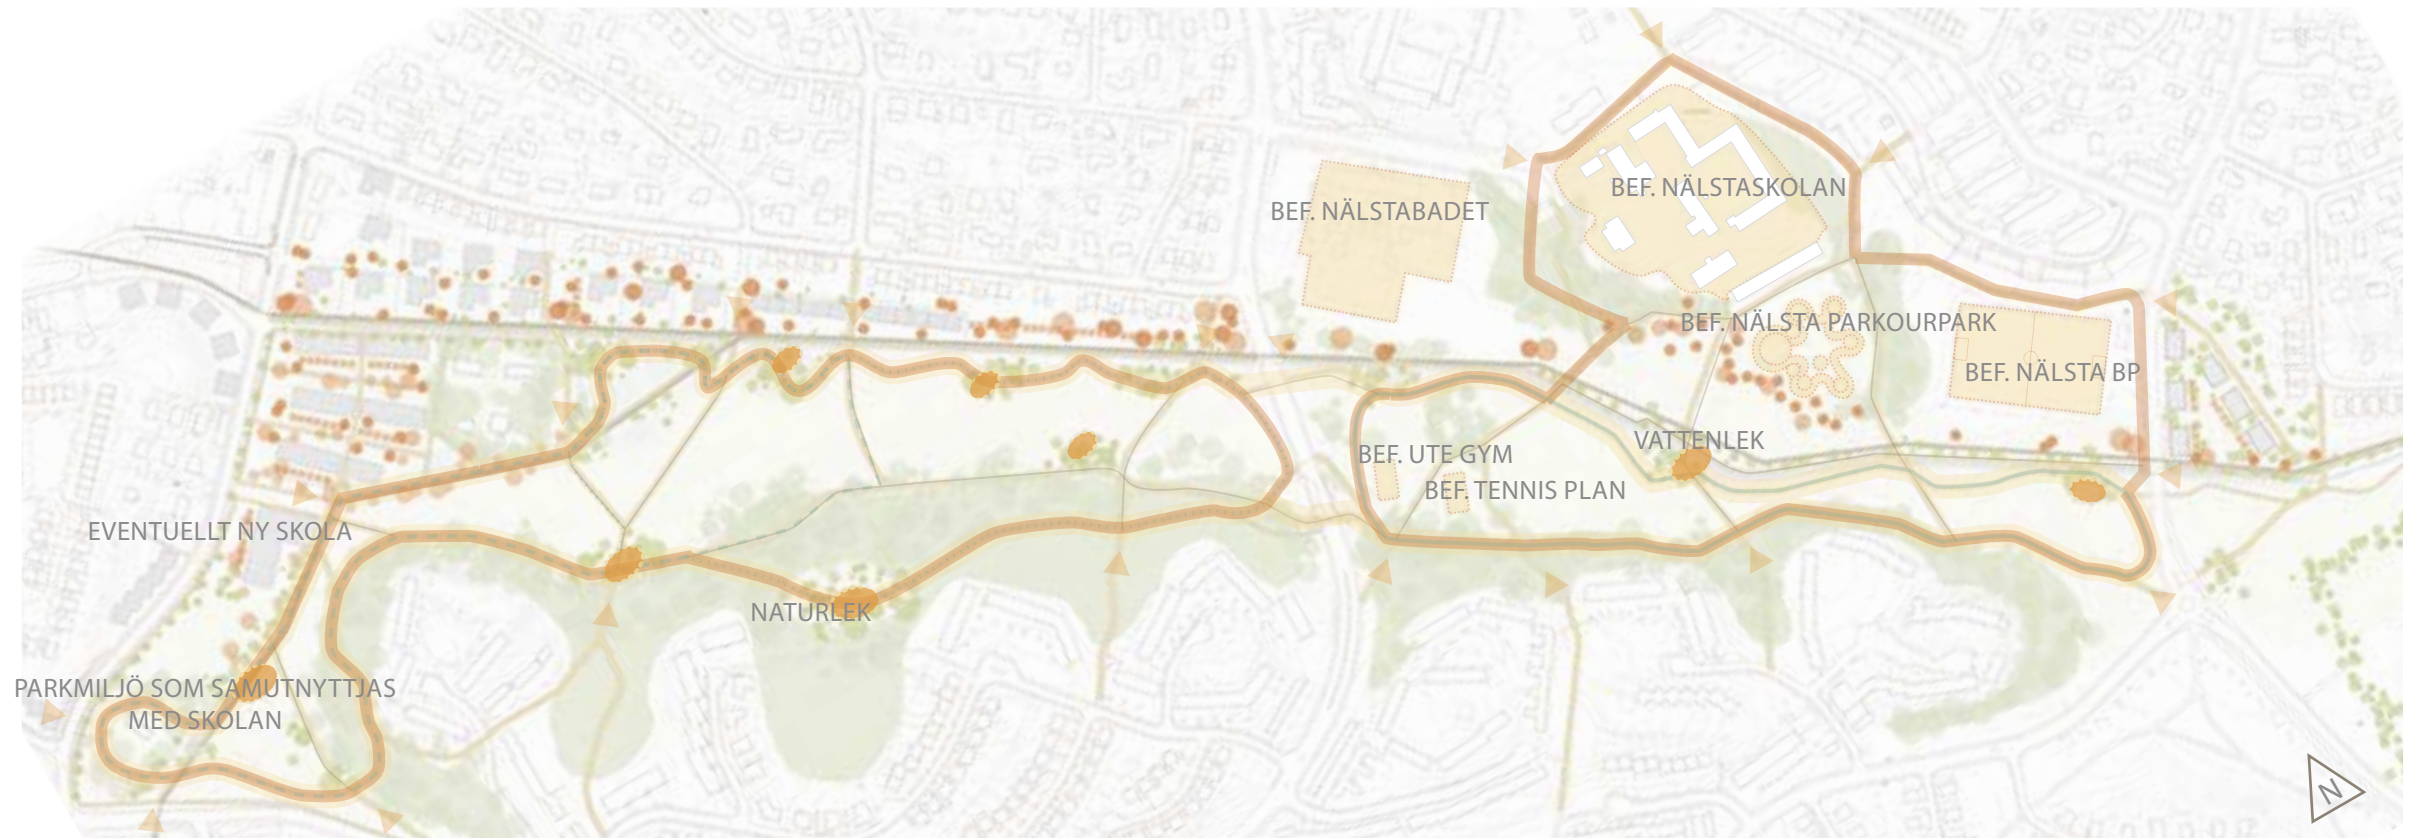 BEF. NÄLSTASKOLAN
BEF. NÄLSTABADET
BEF. NÄLSTA PARKOURPARK
BEF. NÄLSTA BP
VATTENLEK
BEF. UTE GYM
BEF. TENNIS PLAN
EVENTUELLT NY SKOLA
NATURLEK
PARKMILJÖ SOM SAMUTNYTTJAS
MED SKOLAN
N